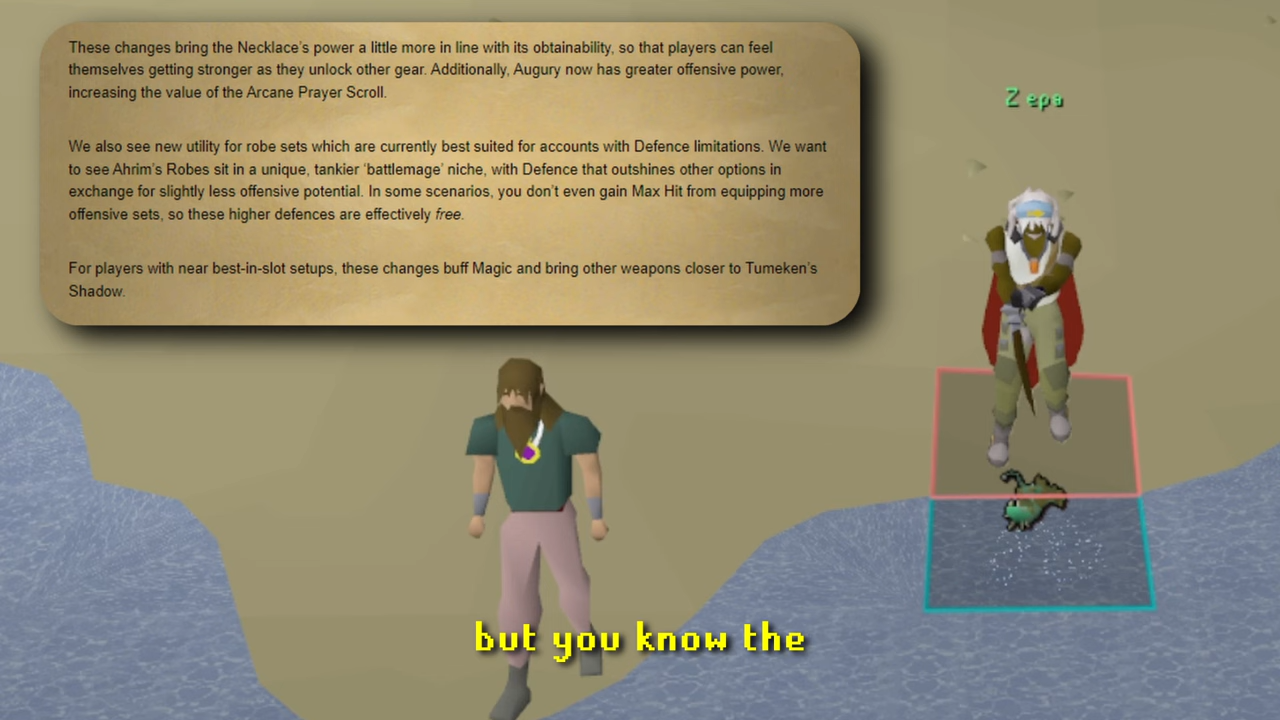 These changes bring the Necklace’s power a little more in line with its obtainability, so that players can feel
themselves getting stronger as they unlock other gear. Additionally, Augury now has greater offensive power,
increasing the value of the Arcane Prayer Scroll.
We also see new utility for robe sets which are currently best suited for accounts with Defence limitations. We want
to see Ahrim’s Robes sit in a unique, tankier ‘battlemage’ niche, with Defence that outshines other options in
exchange for slightly less offensive potential. In some scenarios, you don’t even gain Max Hit from equipping more
offensive sets, so these higher defences are effectively free.
For players with near best-in-slot setups, these changes buff Magic and bring other weapons closer to Tumeken’s
Shadow.
Z epa
but you know the